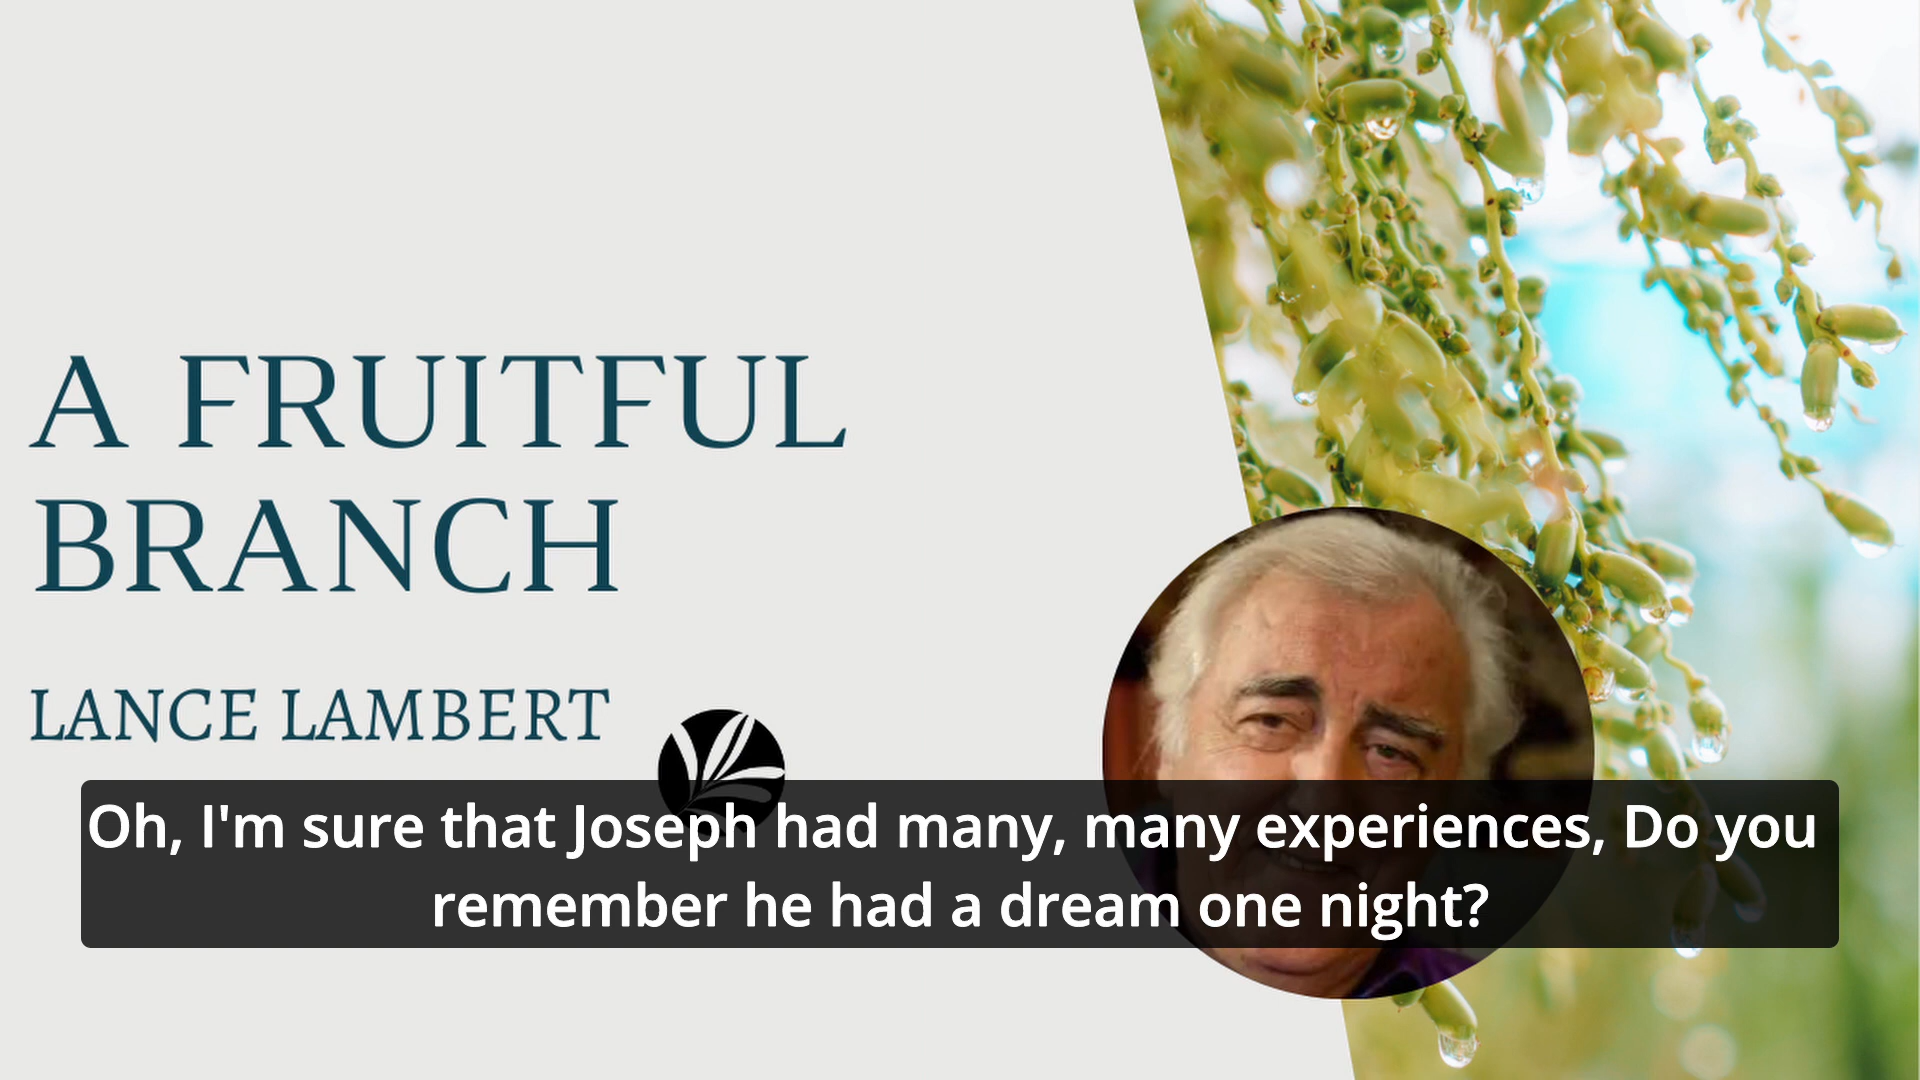 A FRUITFUL
BRANCH
LANCE LAMBERT
Oh, I'm sure that Joseph had many, many experiences, Do you
remember he had a dream one night?